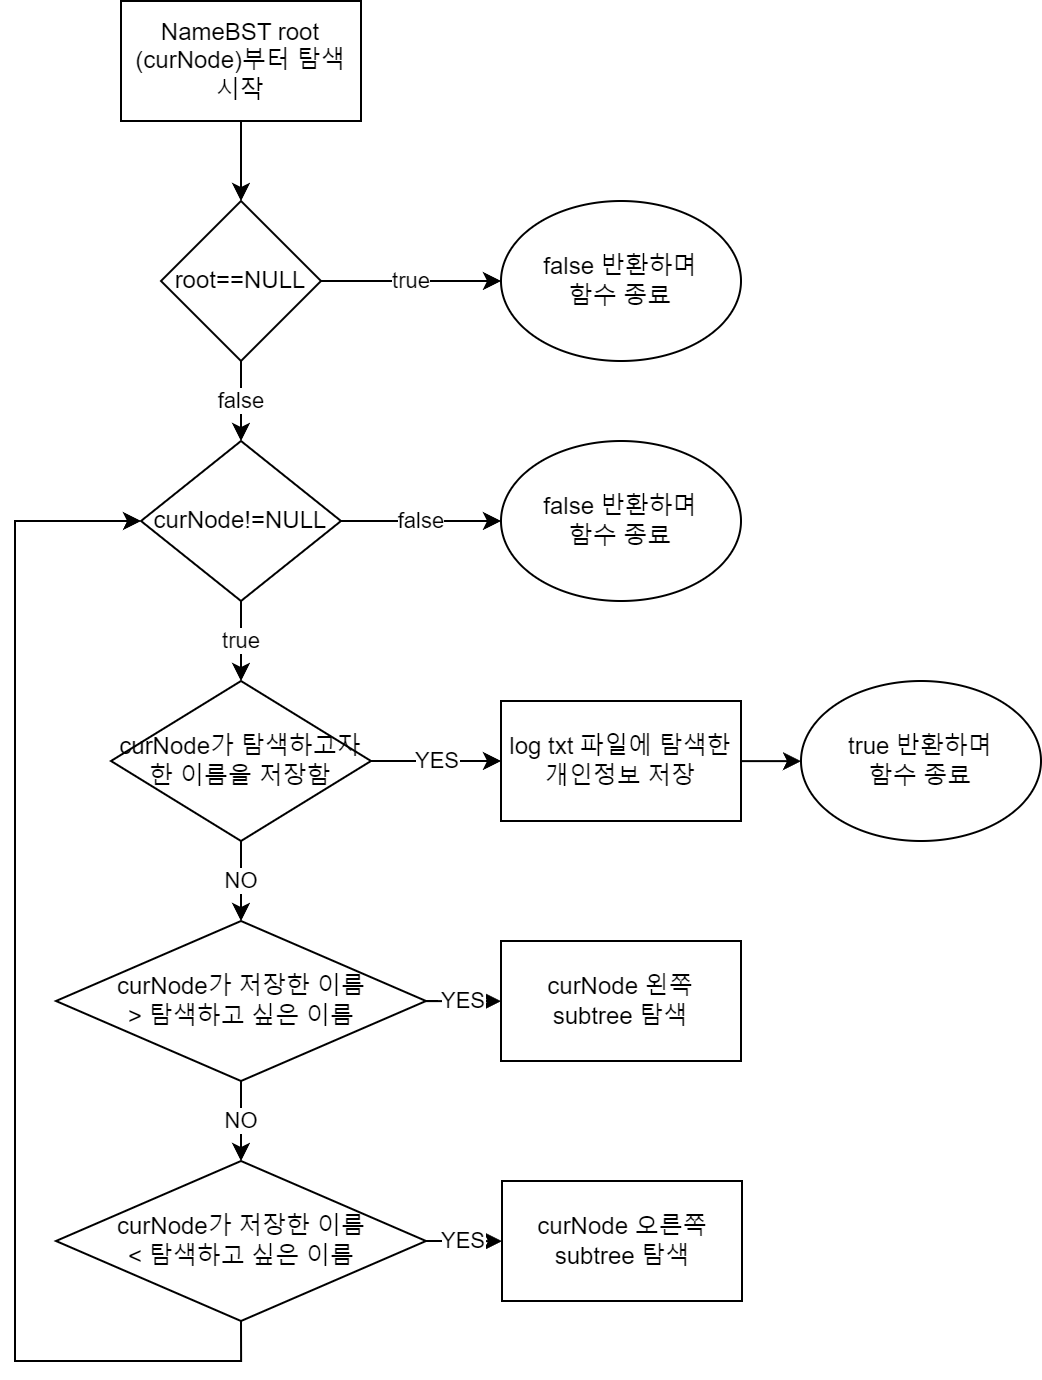 NameBST root
(curNode)부터 탐색
시작
root==NULL
true
false 반환하며
함수 종료
false
curNode!=NULL
false
false 반환하며
함수 종료
true
curNode가 탐색하고자
한 이름을 저장함
YES
log txt 파일에 탐색한
개인정보 저장
true 반환하며
함수 종료
NO
curNode가 저장한 이름
> 탐색하고 싶은 이름
YES
curNode 왼쪽
subtree 탐색
NO
curNode가 저장한 이름
< 탐색하고 싶은 이름
YES
curNode 오른쪽
subtree 탐색